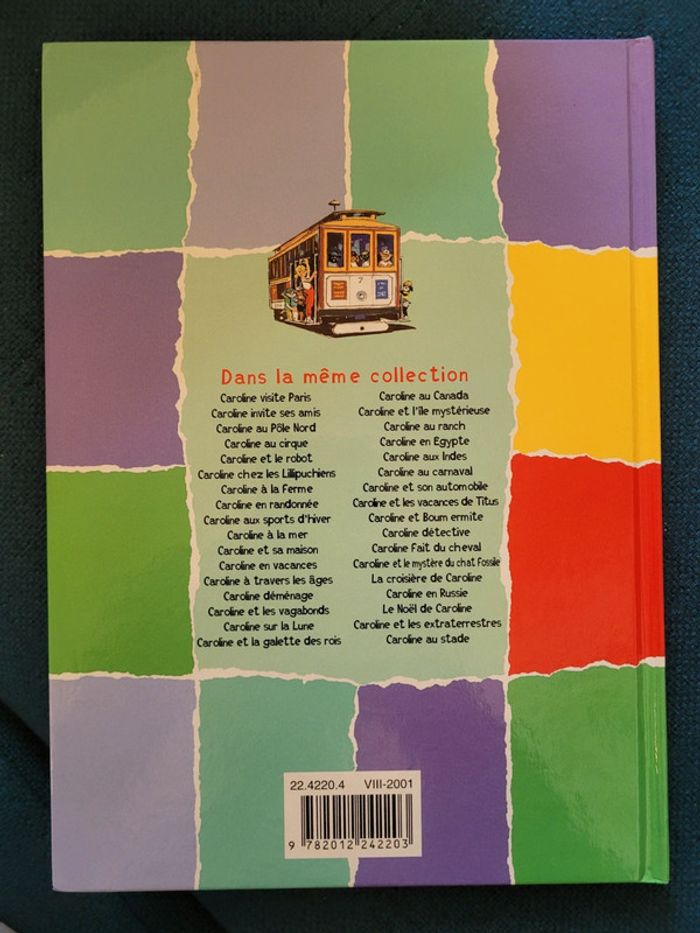 7
Dans la même collection
Caroline visite Paris
Caroline invite ses amis
Caroline au Pôle Nord
Caroline au cirque
Caroline et le robot
Caroline chez les Lillipuchiens
Caroline à la Ferme
Caroline en randonnée
Caroline aux sports d'hiver
Caroline à la mer
Caroline et sa maison
Caroline en vacances
Caroline à travers les âges
Caroline déménage
Caroline et les vagabonds
Caroline sur la Lune
Caroline et la galette des rois
Caroline au Canada
Caroline et l'île mystérieuse
Caroline au ranch
Caroline en Egypte
Caroline aux Indes
Caroline au carnaval
Caroline et son automobile
Caroline et les vacances de Titus
Caroline et Boum ermite
Caroline détective
Caroline Fait du cheval
Caroline et le mystère du chat Fossile
La croisière de Caroline
Caroline en Russie
Le Noël de Caroline
Caroline et les extraterrestres
Caroline au stade
22.4220.4 VIII-2001
9 782012 242203